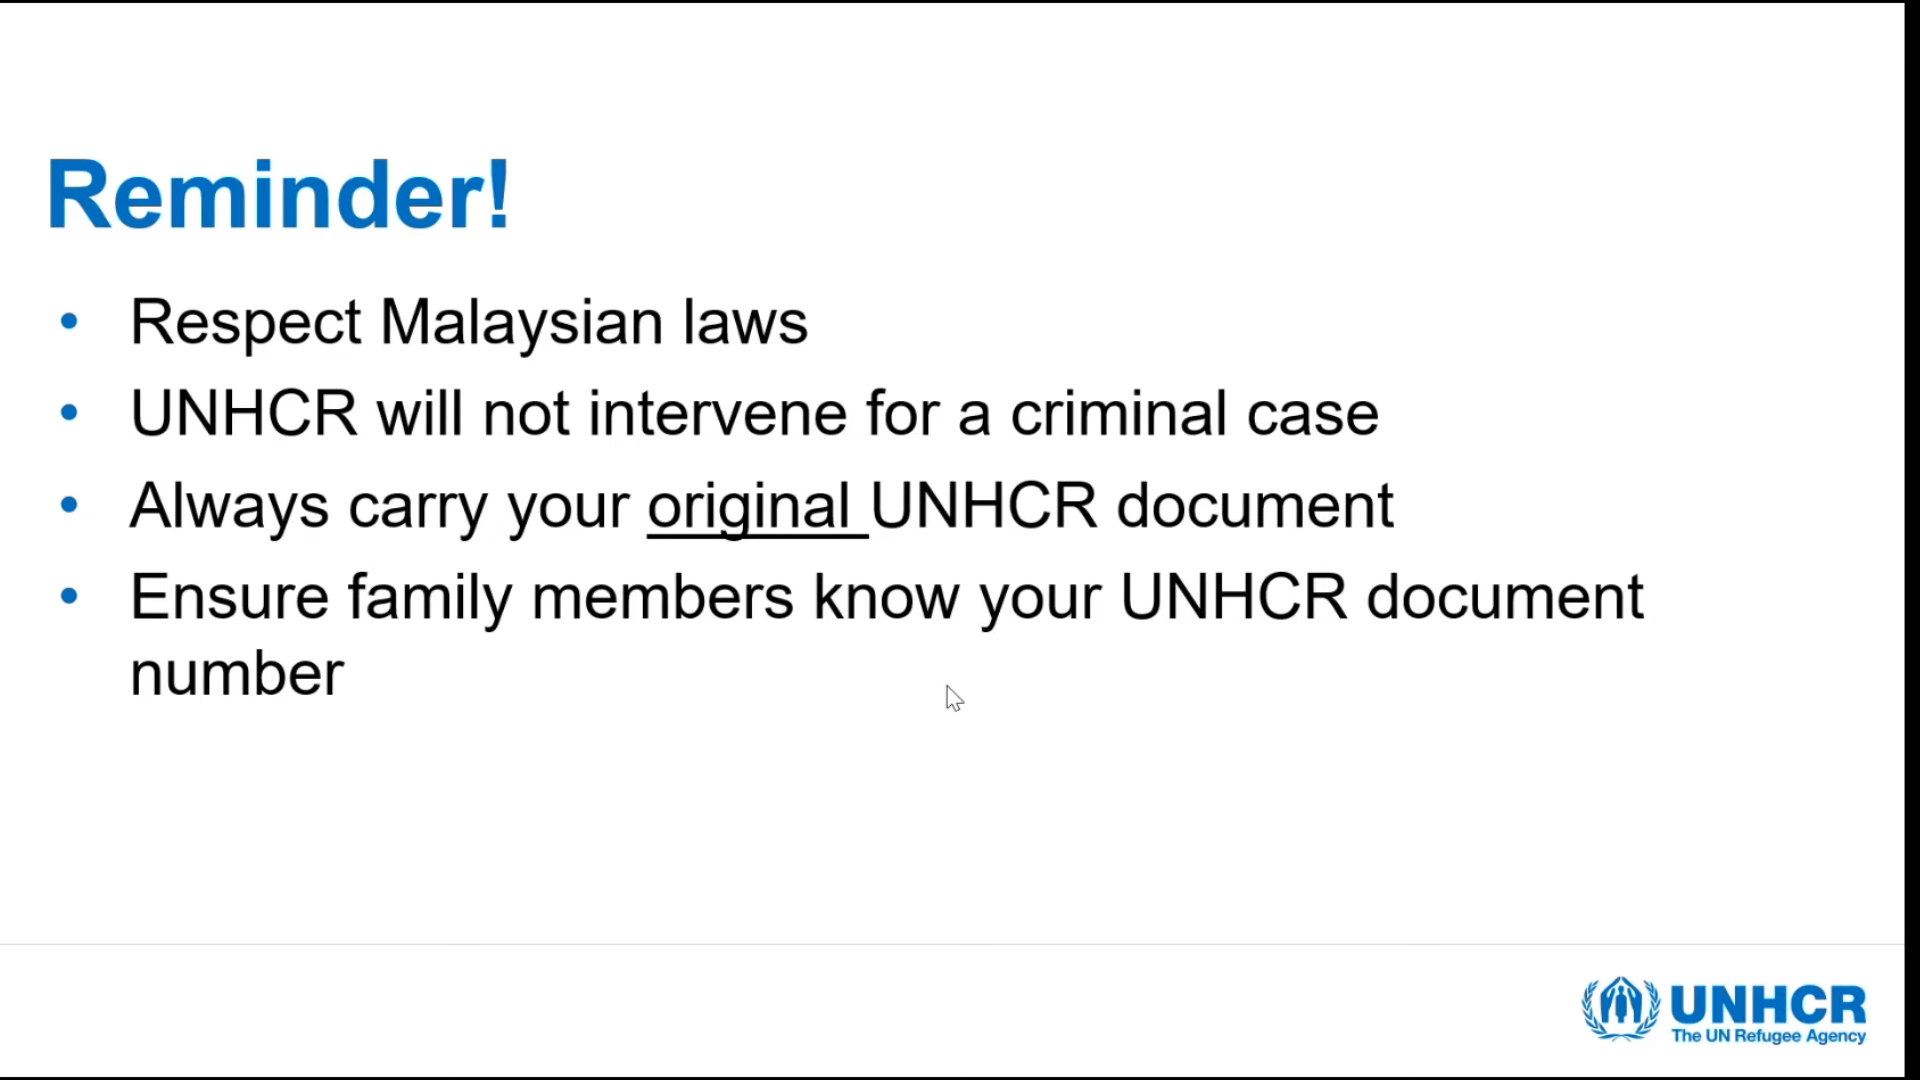 Reminder!
• Respect Malaysian laws
• UNHCR will not intervene for a criminal case
• Always carry your original UNHCR document
• Ensure family members know your UNHCR document
number
UNHCR
The UN Refugee Agency